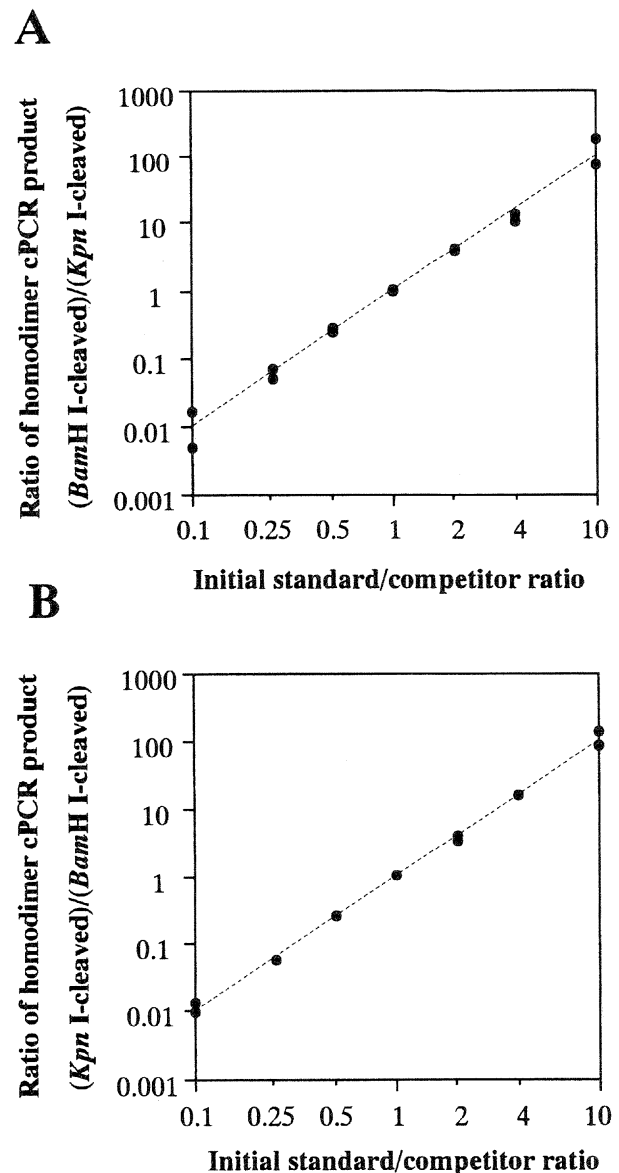 A
Ratio of homodimer cPCR product
(BamH I-cleaved)/(Kpn I-cleaved)
1000
100
10
1
0.1
0.01
0.001
0.1 0.25 0.5 1 2 4 10
Initial standard/competitor ratio
B
Ratio of homodimer cPCR product
(Kpn I-cleaved)/(BamH I-cleaved)
1000
100
10
1
0.1
0.01
0.001
0.1 0.25 0.5 1 2 4 10
Initial standard/competitor ratio